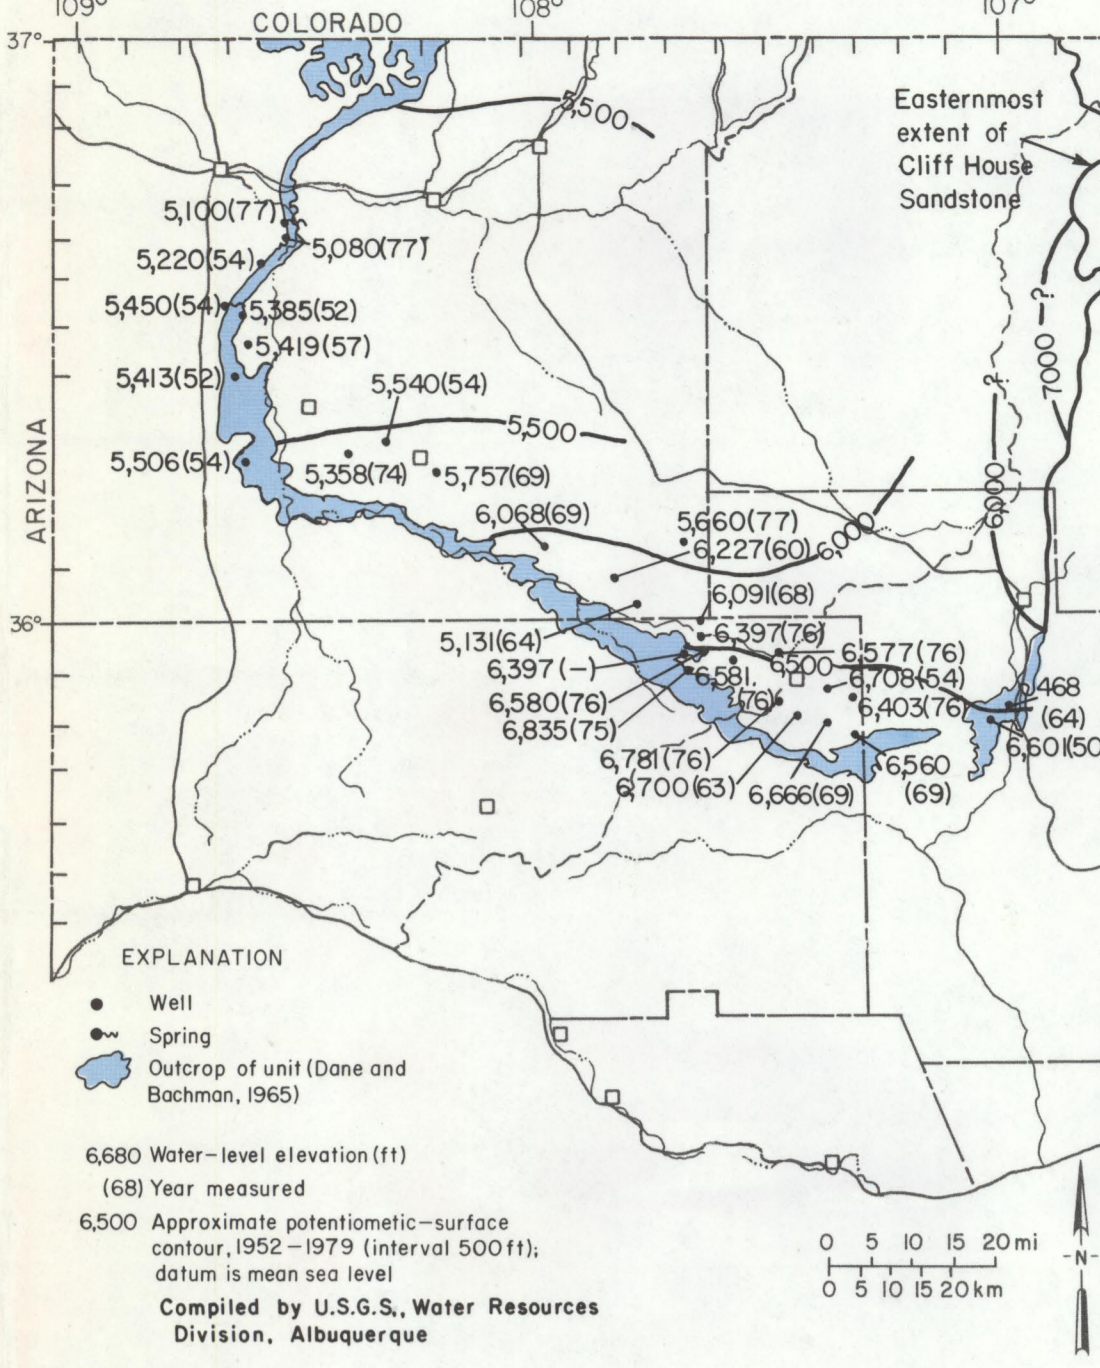 109°
108°
107°
COLORADO
37°
5,500
Easternmost
extent of
Cliff House
Sandstone
5,100(77)
5,080(77)
5,220(54)
5,450(54)
5,385(52)
5,419(57)
5,413(52)
5,540(54)
7000-?
?
6,000
5,500
ARIZONA
5,506(54)
5,358(74)
5,757(69)
6,068(69)
5,660(77)
6,227(60)
6,000
6,091(68)
36°
5,131(64)
6,397(76)
6,397(-)
6,500
6,577(76)
6,581
(76)
6,708(54)
6,580(76)
6,403(76)
,468
(64)
6,835(75)
6,601(50
6,781(76)
6,700(63)
6,666(69)
6,560
(69)
EXPLANATION
Well
Spring
Outcrop of unit (Dane and
Bachman, 1965)
6,680 Water-level elevation (ft)
(68) Year measured
6,500 Approximate potentiometic-surface
contour, 1952-1979 (interval 500 ft);
datum is mean sea level
Compiled by U.S.G.S., Water Resources
Division, Albuquerque
0 5 10 15 20 mi
0 5 10 15 20 km
-N-